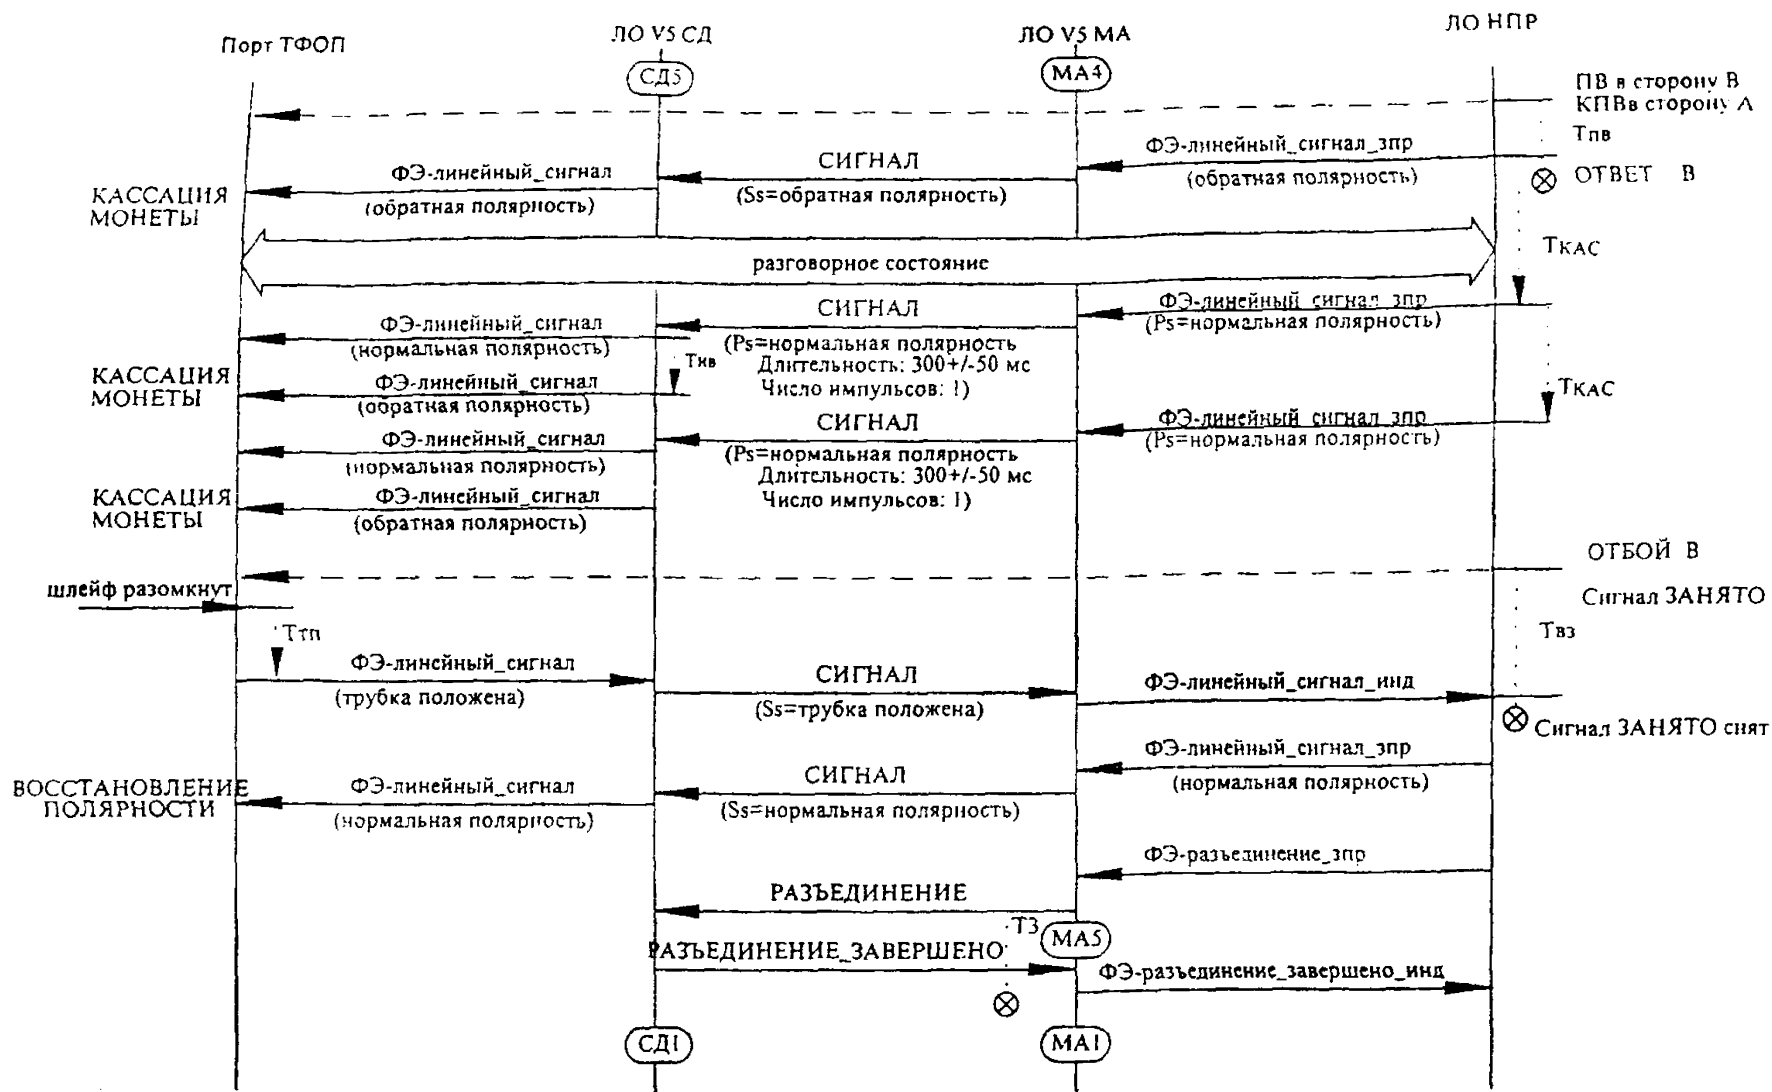 Порт ТФОП
ЛО V5 СД
ЛО V5 МА
ЛО НПР
СД5
МА4
ПВ в сторону В
КПВв сторону А
Тпв
ФЭ-линейный_сигнал_зпр
(обратная полярность)
СИГНАЛ
(Ss=обратная полярность)
ФЭ-линейный_сигнал
(обратная полярность)
ОТВЕТ В
КАССАЦИЯ
МОНЕТЫ
разговорное состояние
ТКАС
ФЭ-линейный_сигнал_зпр
(Ps=нормальная полярность)
СИГНАЛ
(Ps=нормальная полярность
Длительность: 300+/-50 мс
Число импульсов: 1)
ФЭ-линейный_сигнал
(нормальная полярность)
Тнв
КАССАЦИЯ
МОНЕТЫ
ФЭ-линейный_сигнал
(обратная полярность)
ТКАС
ФЭ-линейный_сигнал_зпр
(Ps=нормальная полярность)
СИГНАЛ
(Ps=нормальная полярность
Длительность: 300+/-50 мс
Число импульсов: 1)
ФЭ-линейный_сигнал
(нормальная полярность)
КАССАЦИЯ
МОНЕТЫ
ФЭ-линейный_сигнал
(обратная полярность)
ОТБОЙ В
шлейф разомкнут
Сигнал ЗАНЯТО
Ттп
Твз
ФЭ-линейный_сигнал
(трубка положена)
СИГНАЛ
(Ss=трубка положена)
ФЭ-линейный_сигнал_инд
Сигнал ЗАНЯТО снят
ФЭ-линейный_сигнал_зпр
(нормальная полярность)
СИГНАЛ
(Ss=нормальная полярность)
ВОССТАНОВЛЕНИЕ
ПОЛЯРНОСТИ
ФЭ-линейный_сигнал
(нормальная полярность)
ФЭ-разъединение_зпр
РАЗЪЕДИНЕНИЕ
Т3
МА5
РАЗЪЕДИНЕНИЕ_ЗАВЕРШЕНО
ФЭ-разъединение_завершено_инд
СД1
МА1